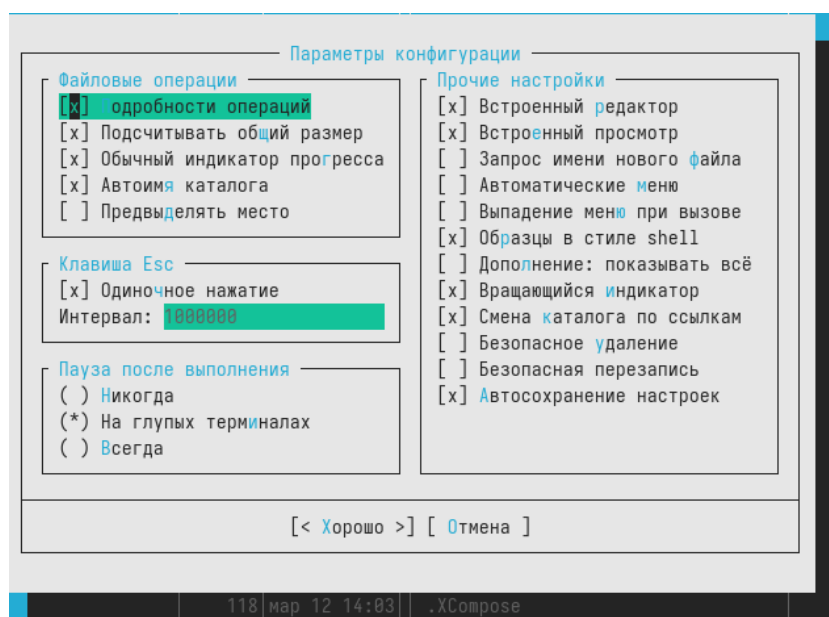 Параметры конфигурации
Файловые операции
[x] Подробности операций
[x] Подсчитывать общий размер
[x] Обычный индикатор прогресса
[x] Автоимя каталога
[ ] Предвыделять место
Клавиша Esc
[x] Одиночное нажатие
Интервал: 1000000
Пауза после выполнения
( ) Никогда
(*) На глупых терминалах
( ) Всегда
Прочие настройки
[x] Встроенный редактор
[x] Встроенный просмотр
[ ] Запрос имени нового файла
[ ] Автоматические меню
[ ] Выпадение меню при вызове
[x] Образцы в стиле shell
[ ] Дополнение: показывать всё
[x] Вращающийся индикатор
[x] Смена каталога по ссылкам
[ ] Безопасное удаление
[ ] Безопасная перезапись
[x] Автосохранение настроек
[< Хорошо >] [ Отмена ]
118 мар 12 14:03 .XCompose